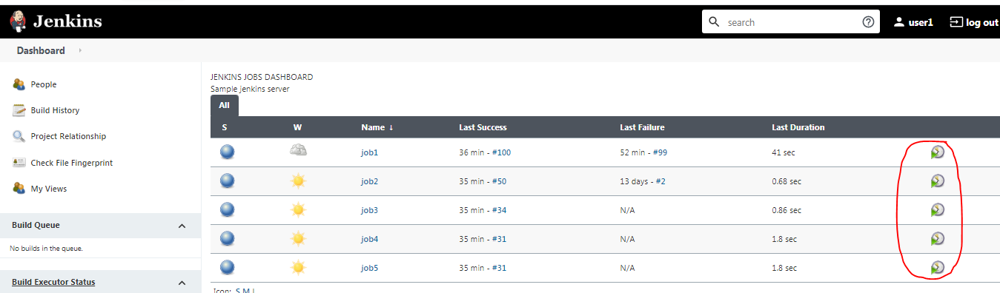 Jenkins
search
user1
log out
Dashboard
People
Build History
Project Relationship
Check File Fingerprint
My Views
Build Queue
No builds in the queue.
Build Executor Status
JENKINS JOBS DASHBOARD
Sample jenkins server
All
S W Name ↓ Last Success Last Failure Last Duration
job1 36 min - #100 52 min - #99 41 sec
job2 35 min - #50 13 days - #2 0.68 sec
job3 35 min - #34 N/A 0.86 sec
job4 35 min - #31 N/A 1.8 sec
job5 35 min - #31 N/A 1.8 sec
Icon: S M L